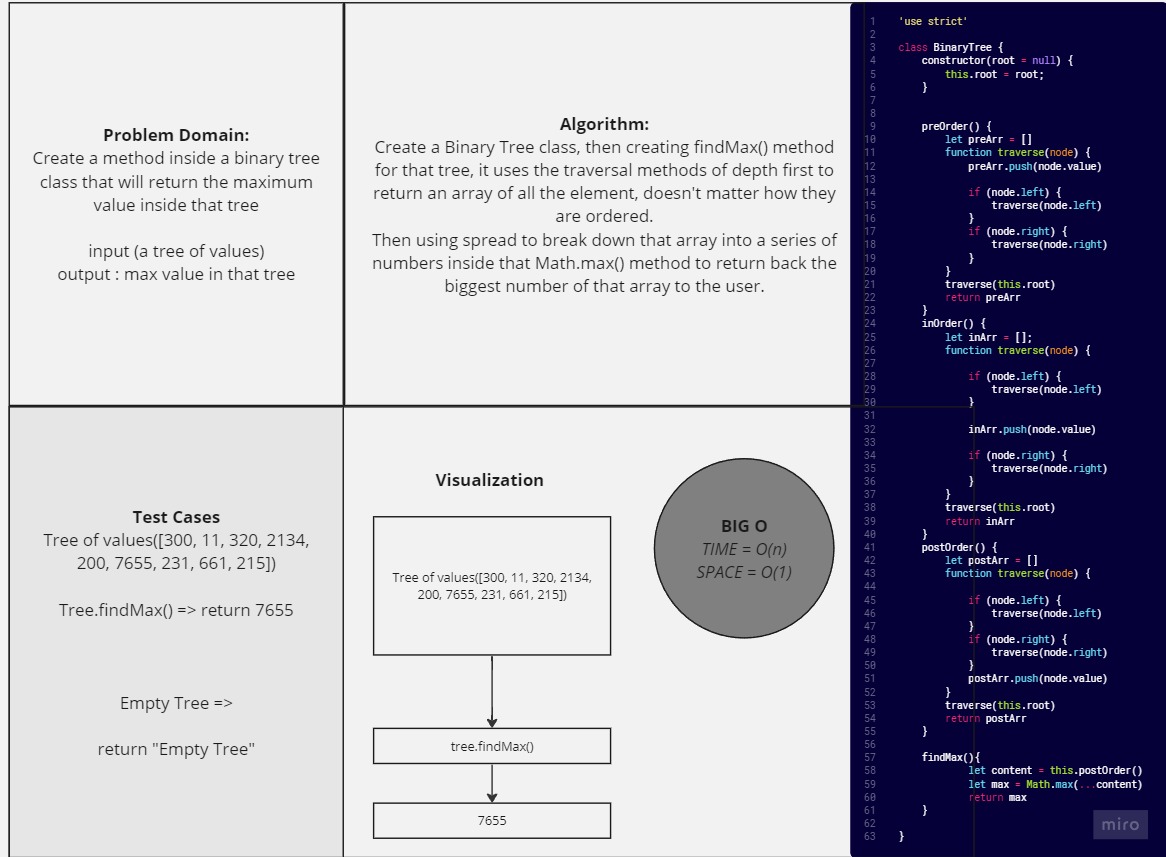 Problem Domain:
Create a method inside a binary tree
class that will return the maximum
value inside that tree
input (a tree of values)
output : max value in that tree
Algorithm:
Create a Binary Tree class, then creating findMax() method
for that tree, it uses the traversal methods of depth first to
return an array of all the element, doesn't matter how they
are ordered.
Then using spread to break down that array into a series of
numbers inside that Math.max() method to return back the
biggest number of that array to the user.
Test Cases
Tree of values([300, 11, 320, 2134,
200, 7655, 231, 661, 215])
Tree.findMax() => return 7655
Empty Tree =>
return "Empty Tree"
Visualization
Tree of values([300, 11, 320, 2134,
200, 7655, 231, 661, 215])
tree.findMax()
7655
BIG O
TIME = O(n)
SPACE = O(1)
1 'use strict'
2
3 class BinaryTree {
4 constructor(root = null) {
5 this.root = root;
6 }
7
8
9 preOrder() {
10 let preArr = []
11 function traverse(node) {
12 preArr.push(node.value)
13
14 if (node.left) {
15 traverse(node.left)
16 }
17 if (node.right) {
18 traverse(node.right)
19 }
20 }
21 traverse(this.root)
22 return preArr
23 }
24 inOrder() {
25 let inArr = [];
26 function traverse(node) {
27
28 if (node.left) {
29 traverse(node.left)
30 }
31
32 inArr.push(node.value)
33
34 if (node.right) {
35 traverse(node.right)
36 }
37 }
38 traverse(this.root)
39 return inArr
40 }
41 postOrder() {
42 let postArr = []
43 function traverse(node) {
44
45 if (node.left) {
46 traverse(node.left)
47 }
48 if (node.right) {
49 traverse(node.right)
50 }
51 postArr.push(node.value)
52 }
53 traverse(this.root)
54 return postArr
55 }
56
57 findMax(){
58 let content = this.postOrder()
59 let max = Math.max(...content)
60 return max
61 }
62
63 }
miro